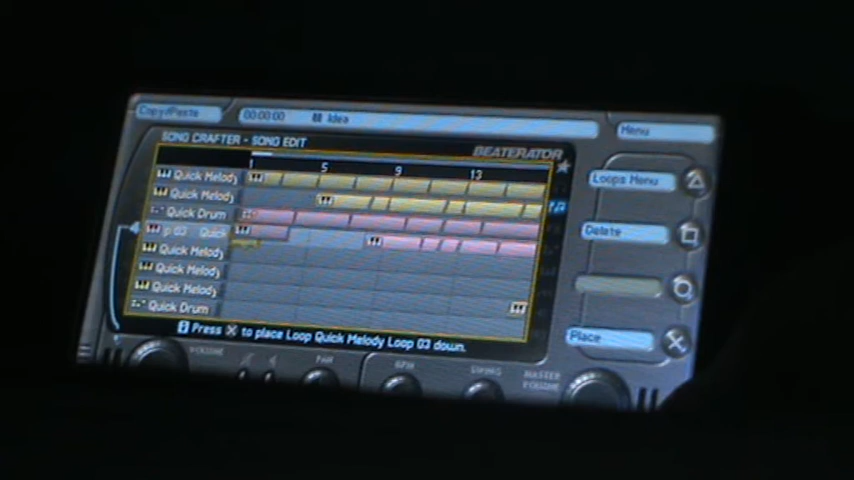 Copy/Paste
00:00:00 Idea
Menu
SONG CRAFTER - SONG EDIT
BEATERATOR
1 5 9 13
Quick Melody
Quick Melody
Quick Drum
p 03 Quick
Quick Melody
Quick Melody
Quick Melody
Quick Drum
Loops Menu
Delete
Place
Press X to place Loop Quick Melody Loop 03 down.
VOLUME
PAN
BPM
SWING
MASTER
VOLUME